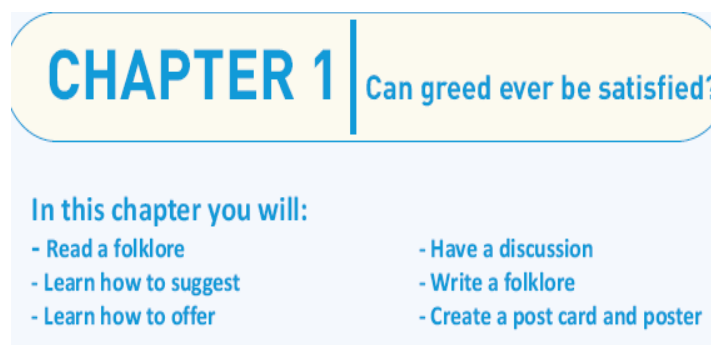 CHAPTER 1
Can greed ever be satisfied?
In this chapter you will:
- Read a folklore
- Learn how to suggest
- Learn how to offer
- Have a discussion
- Write a folklore
- Create a post card and poster